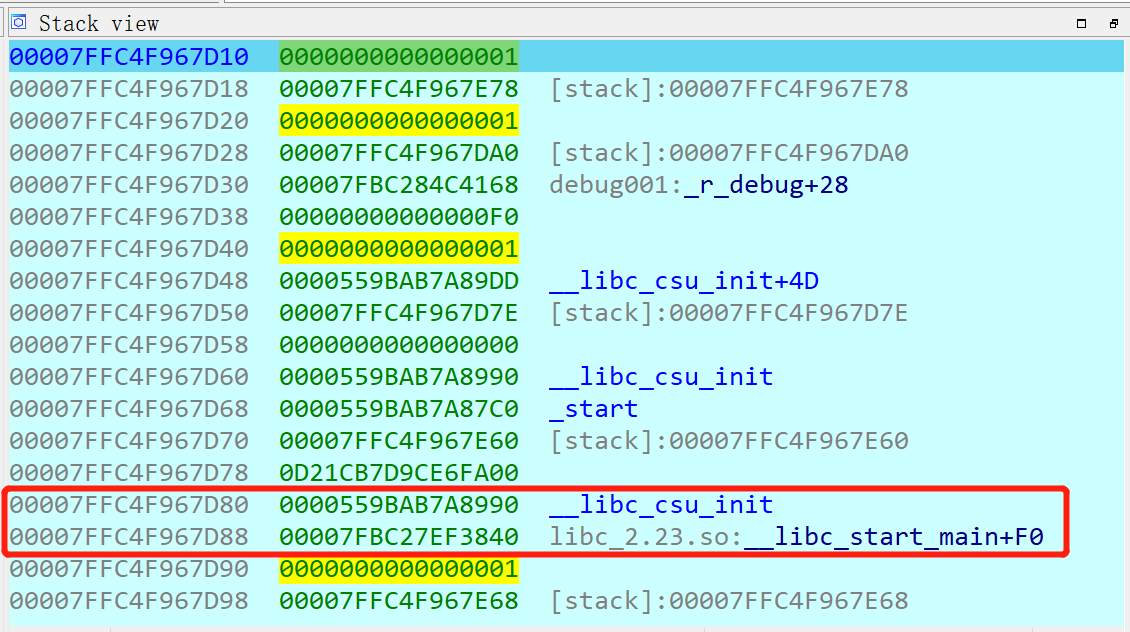 Stack view
00007FFC4F967D10 0000000000000001
00007FFC4F967D18 00007FFC4F967E78 [stack]:00007FFC4F967E78
00007FFC4F967D20 0000000000000001
00007FFC4F967D28 00007FFC4F967DA0 [stack]:00007FFC4F967DA0
00007FFC4F967D30 00007FBC284C4168 debug001:_r_debug+28
00007FFC4F967D38 00000000000000F0
00007FFC4F967D40 0000000000000001
00007FFC4F967D48 0000559BAB7A89DD __libc_csu_init+4D
00007FFC4F967D50 00007FFC4F967D7E [stack]:00007FFC4F967D7E
00007FFC4F967D58 0000000000000000
00007FFC4F967D60 0000559BAB7A8990 __libc_csu_init
00007FFC4F967D68 0000559BAB7A87C0 _start
00007FFC4F967D70 00007FFC4F967E60 [stack]:00007FFC4F967E60
00007FFC4F967D78 0D21CB7D9CE6FA00
00007FFC4F967D80 0000559BAB7A8990 __libc_csu_init
00007FFC4F967D88 00007FBC27EF3840 libc_2.23.so:__libc_start_main+F0
00007FFC4F967D90 0000000000000001
00007FFC4F967D98 00007FFC4F967E68 [stack]:00007FFC4F967E68